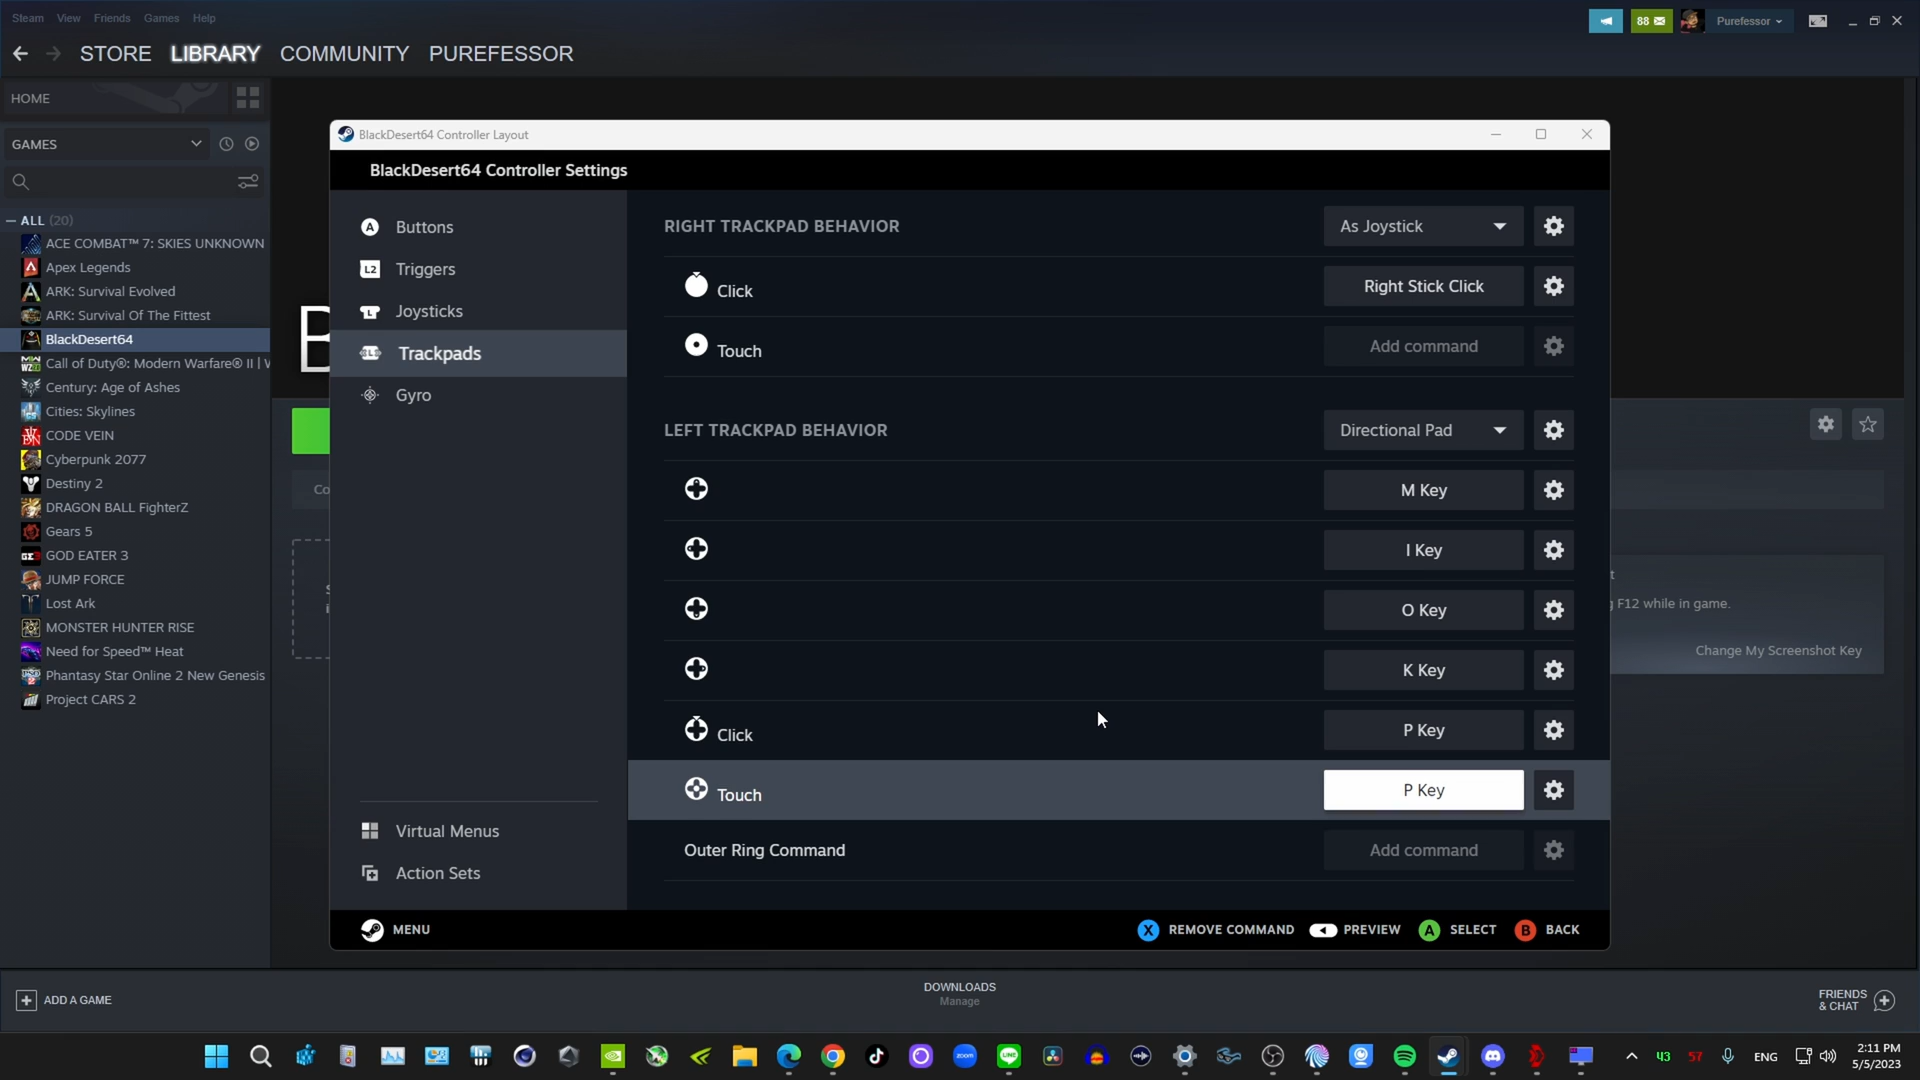 Steam View Friends Games Help
88
Purefessor
STORE LIBRARY COMMUNITY PUREFESSOR
HOME
GAMES
ALL (20)
ACE COMBAT™ 7: SKIES UNKNOWN
Apex Legends
ARK: Survival Evolved
ARK: Survival Of The Fittest
BlackDesert64
Call of Duty®: Modern Warfare® II |
Century: Age of Ashes
Cities: Skylines
CODE VEIN
Cyberpunk 2077
Destiny 2
DRAGON BALL FighterZ
Gears 5
GOD EATER 3
JUMP FORCE
Lost Ark
MONSTER HUNTER RISE
Need for Speed™ Heat
Phantasy Star Online 2 New Genesis
Project CARS 2
B
Co
BlackDesert64 Controller Layout
BlackDesert64 Controller Settings
A Buttons
L2 Triggers
L Joysticks
Trackpads
Gyro
Virtual Menus
Action Sets
RIGHT TRACKPAD BEHAVIOR As Joystick
Click Right Stick Click
Touch Add command
LEFT TRACKPAD BEHAVIOR Directional Pad
M Key
I Key
O Key
K Key
Click P Key
Touch P Key
Outer Ring Command Add command
MENU X REMOVE COMMAND PREVIEW A SELECT B BACK
t
F12 while in game.
Change My Screenshot Key
ADD A GAME
DOWNLOADS
Manage
FRIENDS
& CHAT
zoom
LINE
43 57 ENG
2:11 PM
5/5/2023